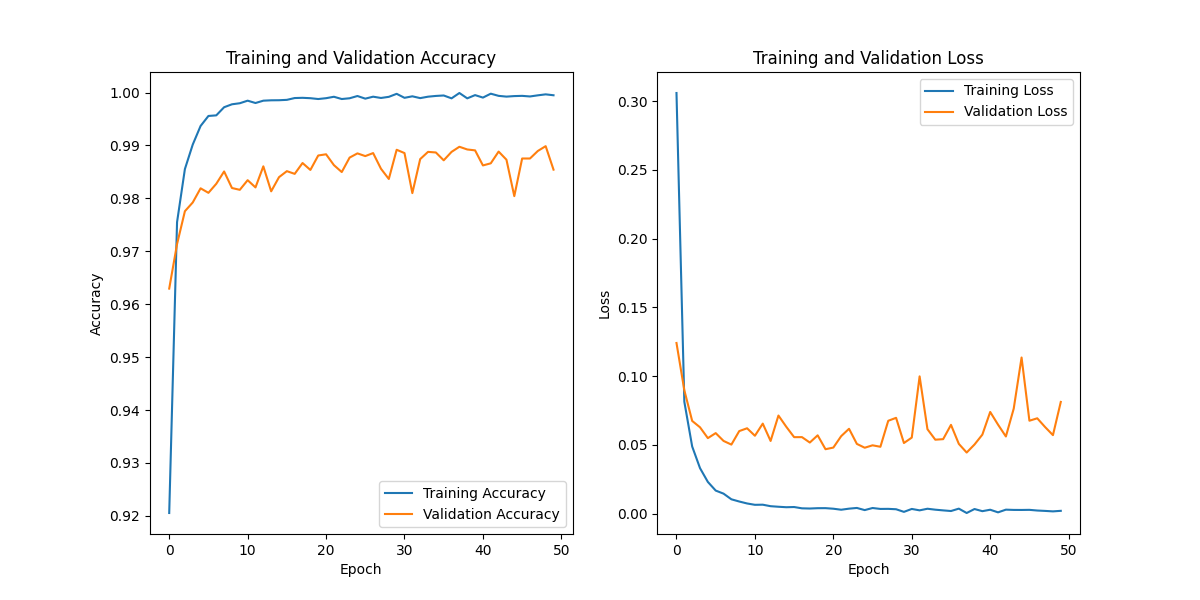 Training and Validation Accuracy
1.00
0.99
0.98
0.97
0.96
0.95
0.94
0.93
0.92
Accuracy
Training Accuracy
Validation Accuracy
0 10 20 30 40 50
Epoch
Training and Validation Loss
0.30
0.25
0.20
0.15
0.10
0.05
0.00
Loss
Training Loss
Validation Loss
0 10 20 30 40 50
Epoch